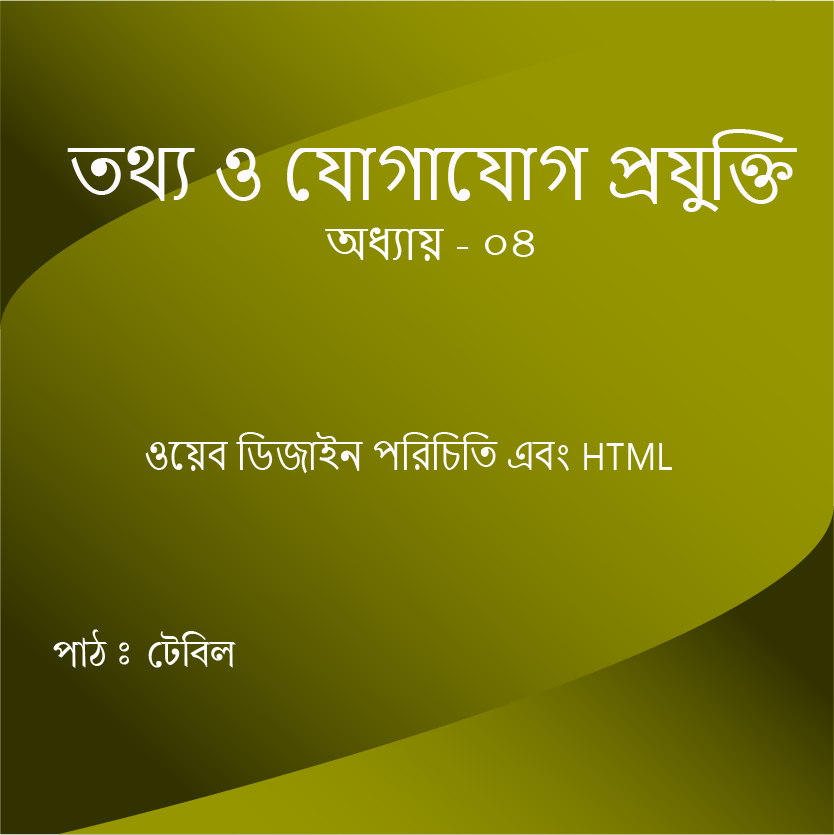 তথ্য ও যোগাযোগ প্রযুক্তি
অধ্যায় - ০৪
ওয়েব ডিজাইন পরিচিতি এবং HTML
পাঠ ঃ টেবিল